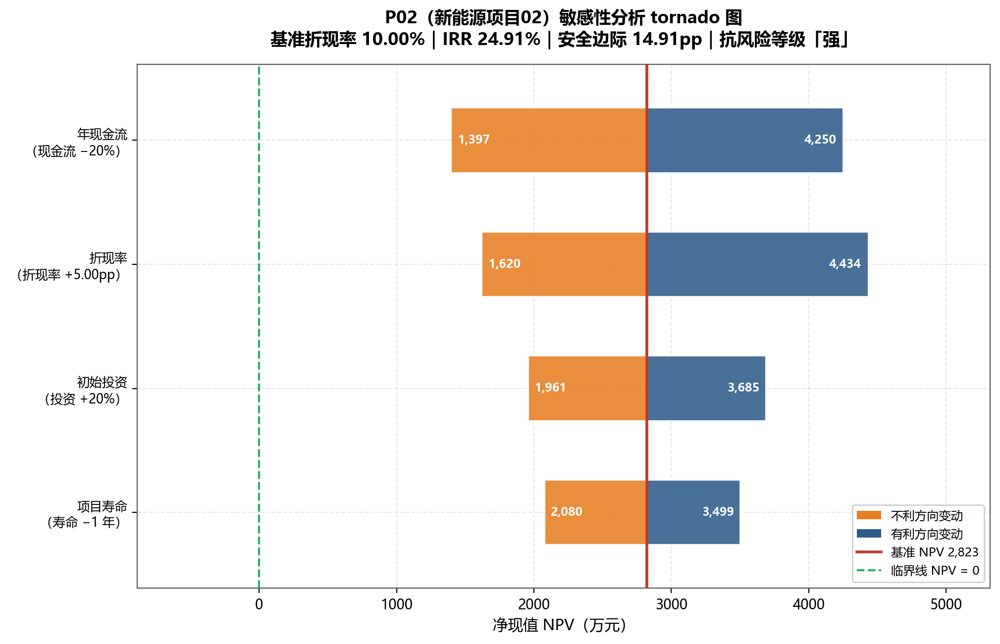 P02（新能源项目02）敏感性分析 tornado 图
基准折现率 10.00%｜IRR 24.91%｜安全边际 14.91pp｜抗风险等级「强」
年现金流
（现金流 −20%）
1,397
4,250
折现率
（折现率 +5.00pp）
1,620
4,434
初始投资
（投资 +20%）
1,961
3,685
项目寿命
（寿命 −1 年）
2,080
3,499
不利方向变动
有利方向变动
基准 NPV 2,823
临界线 NPV = 0
0 1000 2000 3000 4000 5000
净现值 NPV（万元）